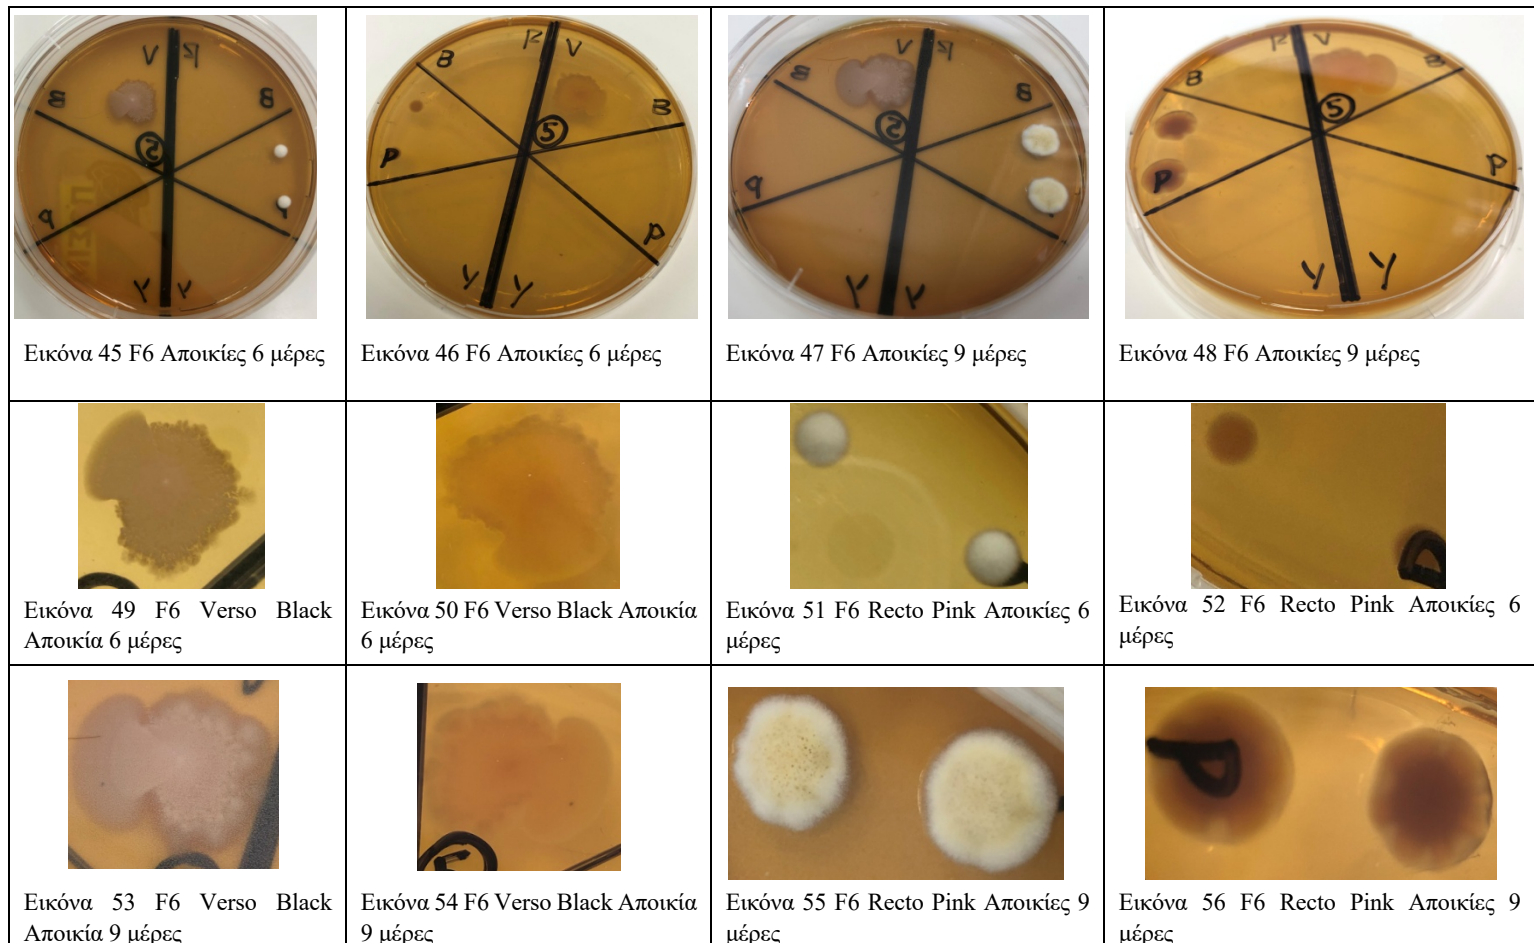 V R
B B
5
P
Y Y
R V
B B
5
P P
Y Y
V R
B B
5
P
Y Y
R V
B B
5
P P
Y Y
Εικόνα 45 F6 Αποικίες 6 μέρες
Εικόνα 46 F6 Αποικίες 6 μέρες
Εικόνα 47 F6 Αποικίες 9 μέρες
Εικόνα 48 F6 Αποικίες 9 μέρες
Εικόνα 49 F6 Verso Black
Αποικία 6 μέρες
Εικόνα 50 F6 Verso Black Αποικία
6 μέρες
Εικόνα 51 F6 Recto Pink Αποικίες 6
μέρες
Εικόνα 52 F6 Recto Pink Αποικίες 6
μέρες
P
Εικόνα 53 F6 Verso Black
Αποικία 9 μέρες
Εικόνα 54 F6 Verso Black Αποικία
9 μέρες
Εικόνα 55 F6 Recto Pink Αποικίες 9
μέρες
Εικόνα 56 F6 Recto Pink Αποικίες 9
μέρες